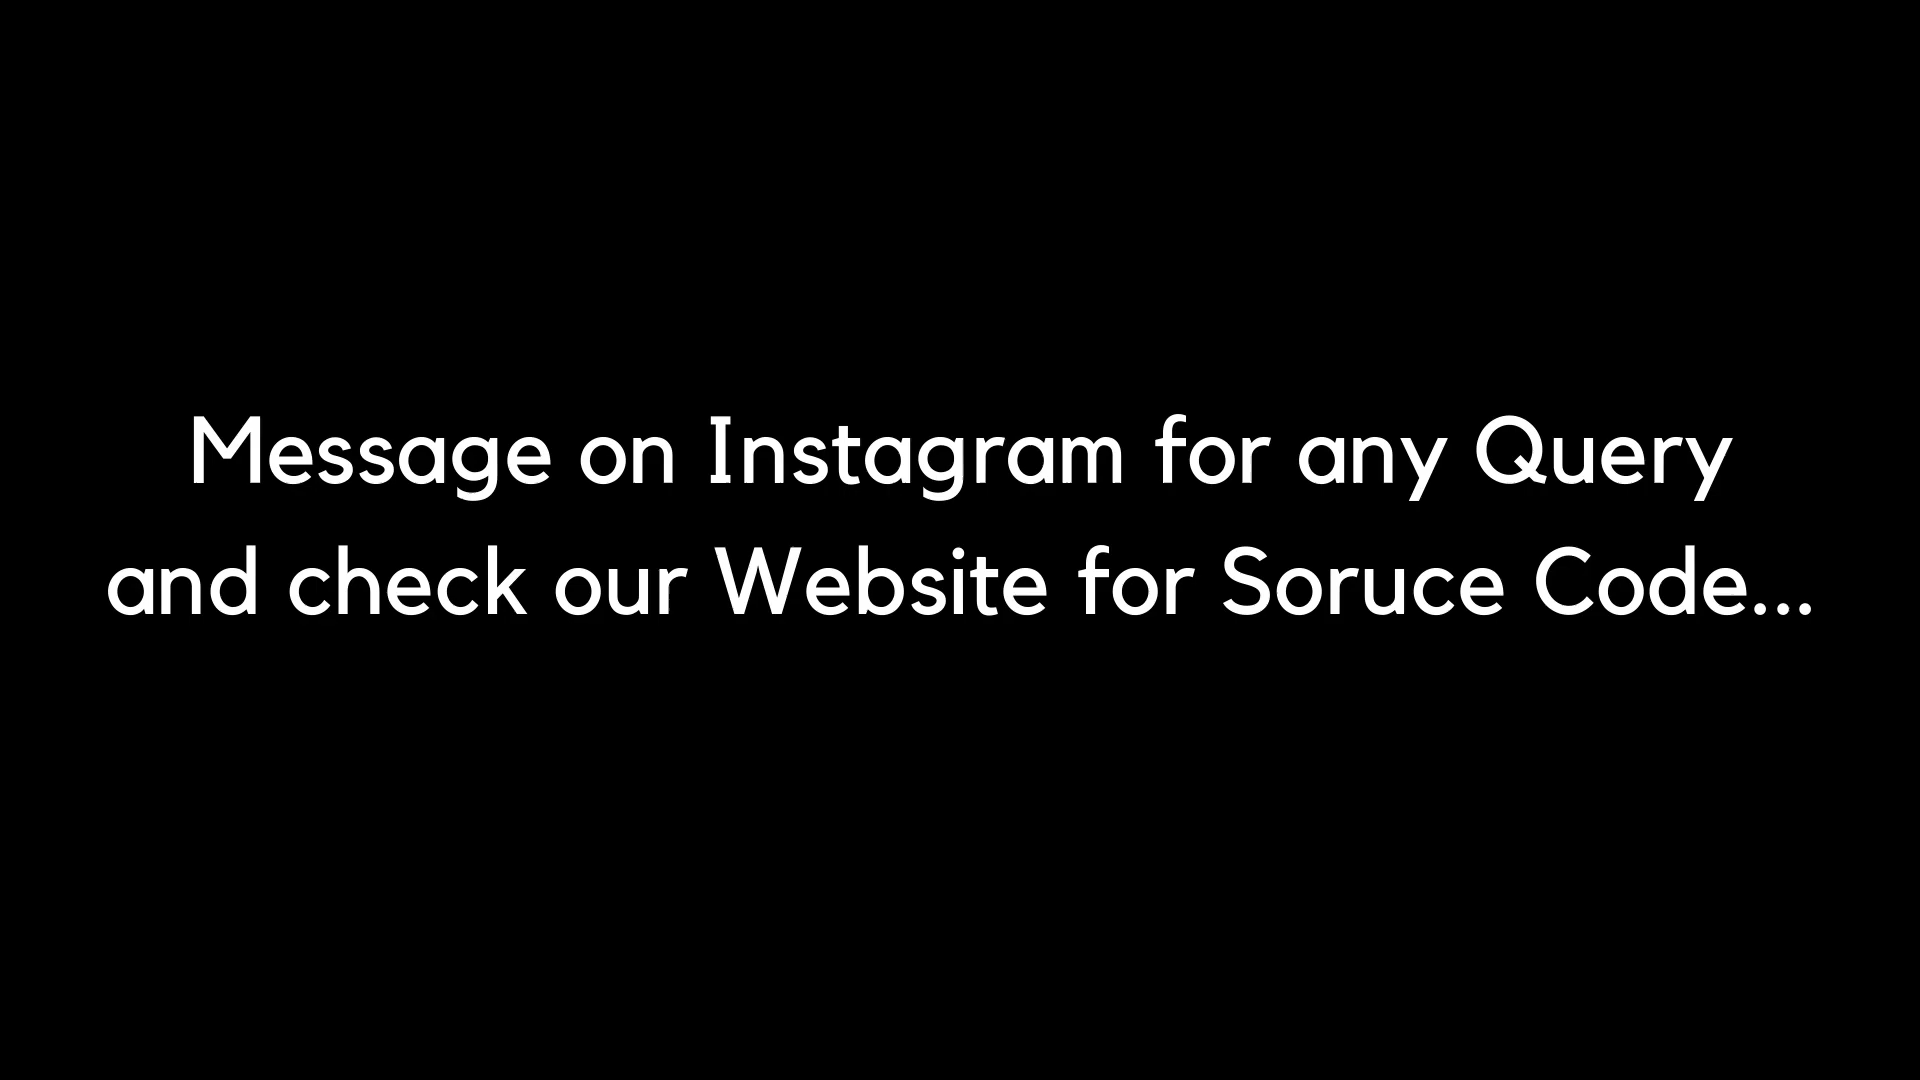 Message on Instagram for any Query
and check our Website for Soruce Code...